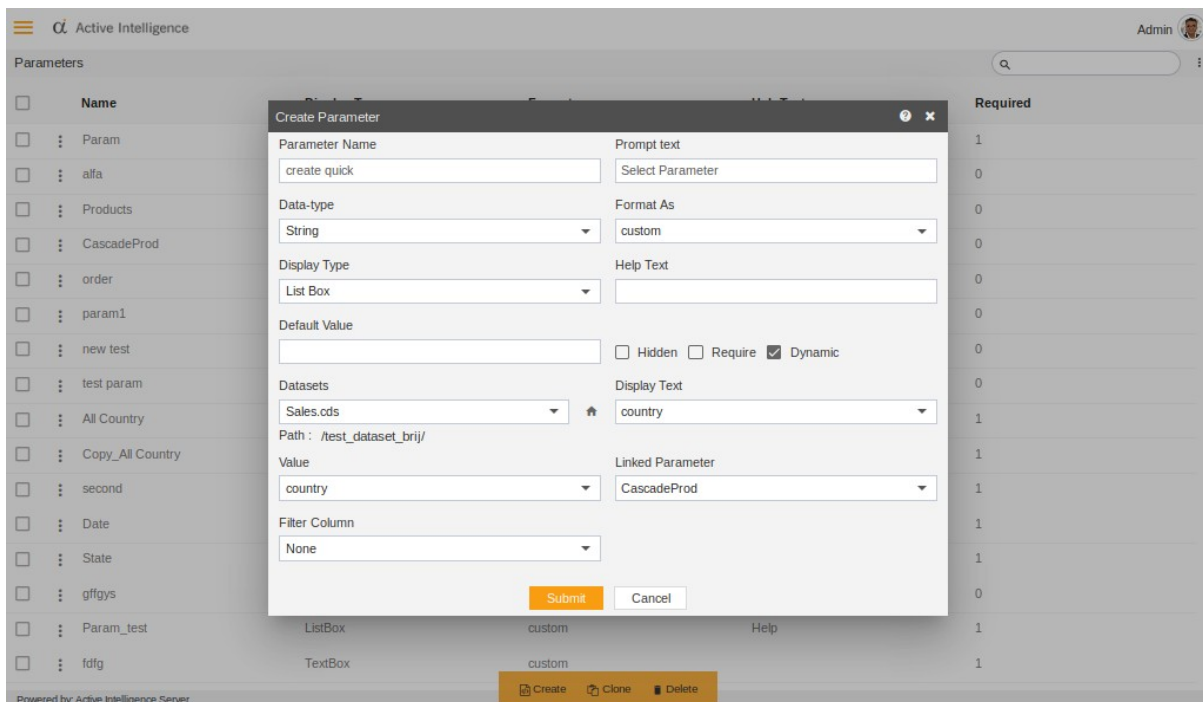 Active Intelligence
Admin
Parameters
Name
Required
Create Parameter
Parameter Name
Prompt text
create quick
Select Parameter
Data-type
Format As
String
custom
Display Type
Help Text
List Box
Default Value
Hidden
Require
Dynamic
Datasets
Display Text
Sales.cds
country
Path : /test_dataset_brij/
Value
Linked Parameter
country
CascadeProd
Filter Column
None
Submit
Cancel
Param 1
alfa 0
Products 0
CascadeProd 0
order 0
param1 0
new test 0
test param 0
All Country 1
Copy_All Country 1
second 1
Date 1
State 1
gffgys 0
Param_test ListBox custom Help 1
fdfg TextBox custom 1
Create Clone Delete
Powered by: Active Intelligence Server